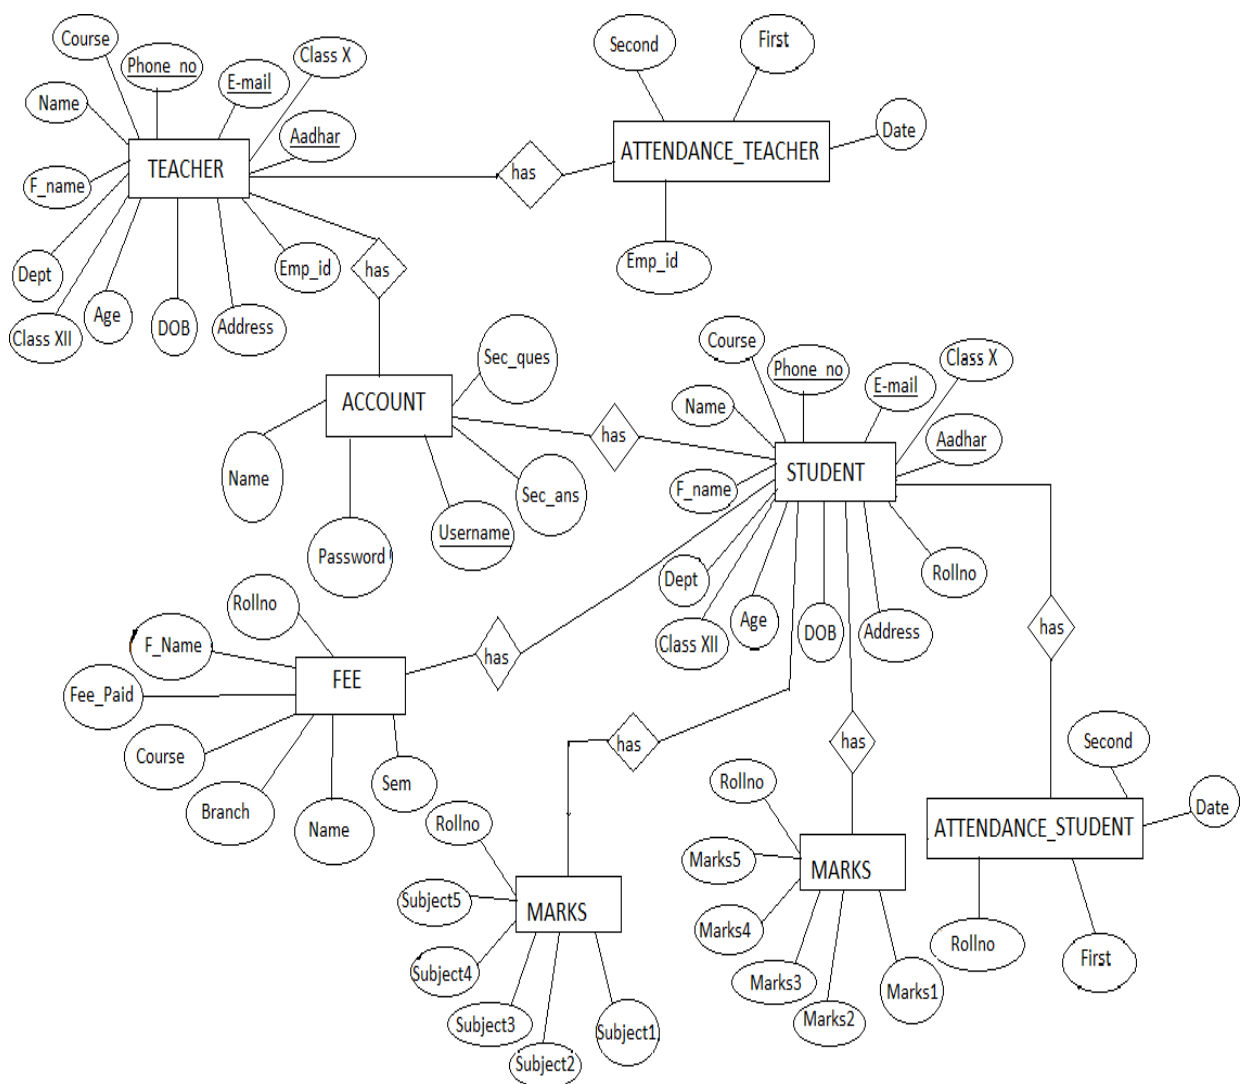 Course
Phone_no
E-mail
Class X
Name
Aadhar
F_name
TEACHER
Dept
Class XII
Age
DOB
Address
Emp_id
has
Second
First
Date
ATTENDANCE_TEACHER
Emp_id
has
ACCOUNT
Sec_ques
Name
Password
Username
Sec_ans
has
Course
Phone_no
E-mail
Class X
Name
Aadhar
F_name
STUDENT
Dept
Class XII
Age
DOB
Address
Rollno
has
Rollno
F_Name
Fee_Paid
FEE
Course
Branch
Name
Sem
has
has
has
Rollno
Subject5
MARKS
Subject4
Subject3
Subject2
Subject1
Rollno
Marks5
MARKS
Marks4
Marks3
Marks2
Marks1
Second
Date
ATTENDANCE_STUDENT
Rollno
First